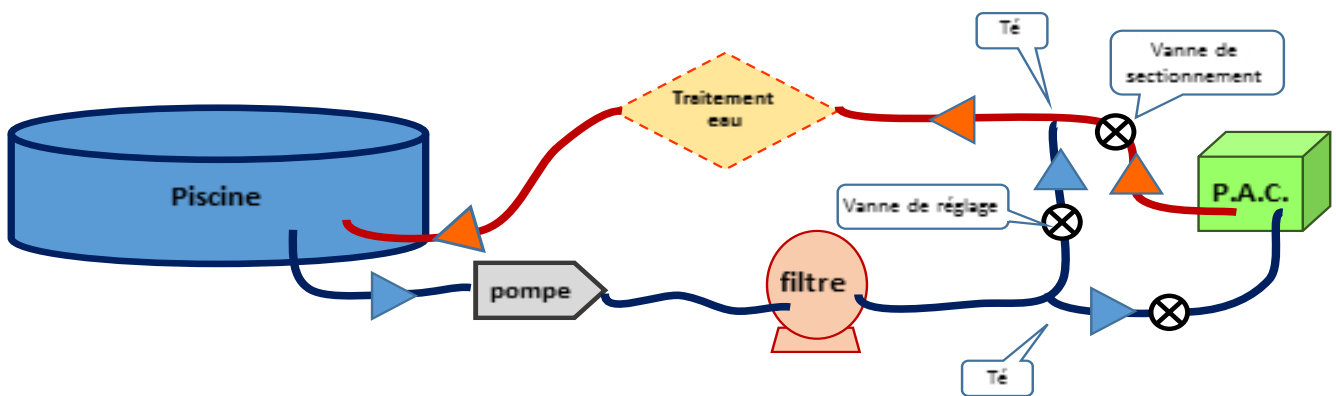 Té
Vanne de
sectionnement
Traitement
eau
Piscine
P.A.C.
Vanne de réglage
filtre
pompe
Té